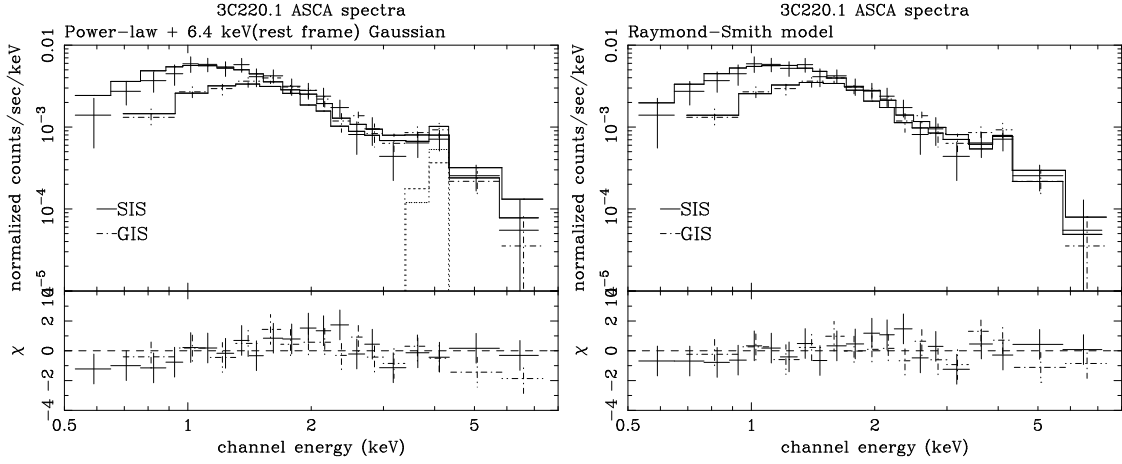 3C220.1 ASCA spectra
Power-law + 6.4 keV(rest frame) Gaussian
normalized counts/sec/keV
0.01
10⁻³
10⁻⁴
10⁻⁵
SIS
GIS
χ
2
0
−2
−4
0.5
1
2
5
channel energy (keV)
3C220.1 ASCA spectra
Raymond-Smith model
normalized counts/sec/keV
0.01
10⁻³
10⁻⁴
SIS
GIS
χ
2
0
−2
−4
0.5
1
2
5
channel energy (keV)